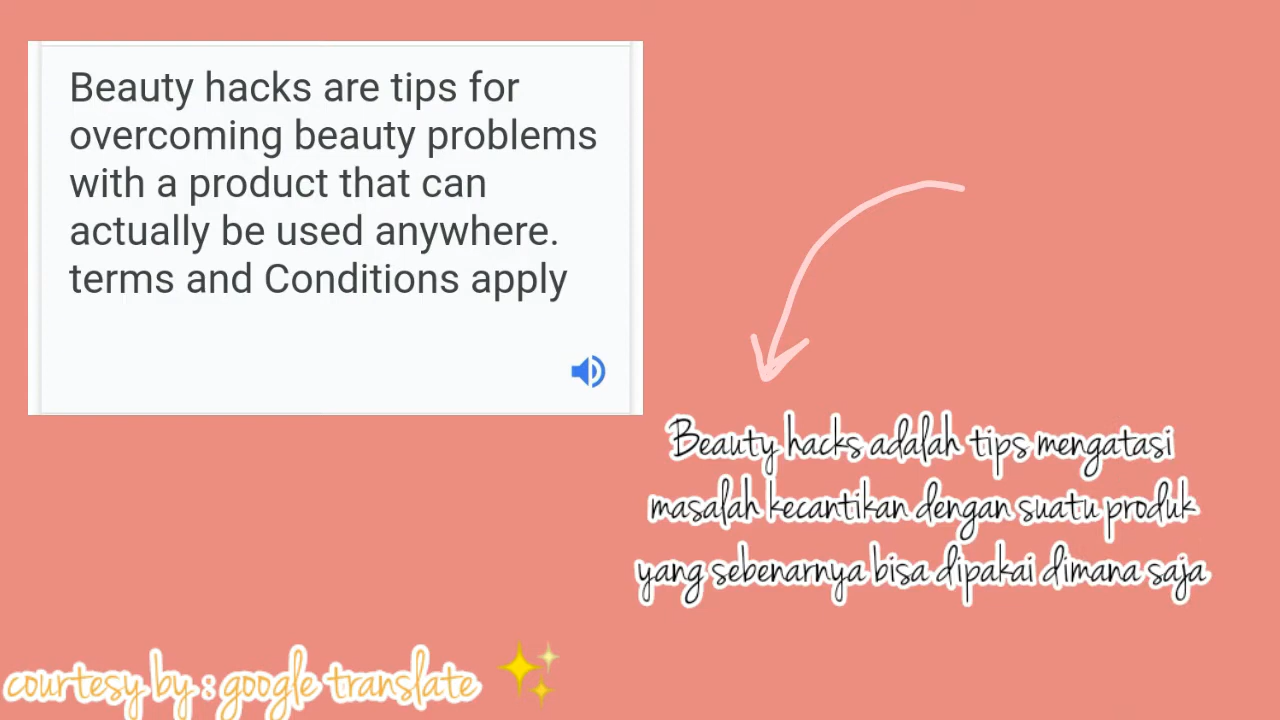 Beauty hacks are tips for
overcoming beauty problems
with a product that can
actually be used anywhere.
terms and Conditions apply
Beauty hacks adalah tips mengatasi
masalah kecantikan dengan suatu produk
yang sebenarnya bisa dipakai dimana saja
courtesy by : google translate